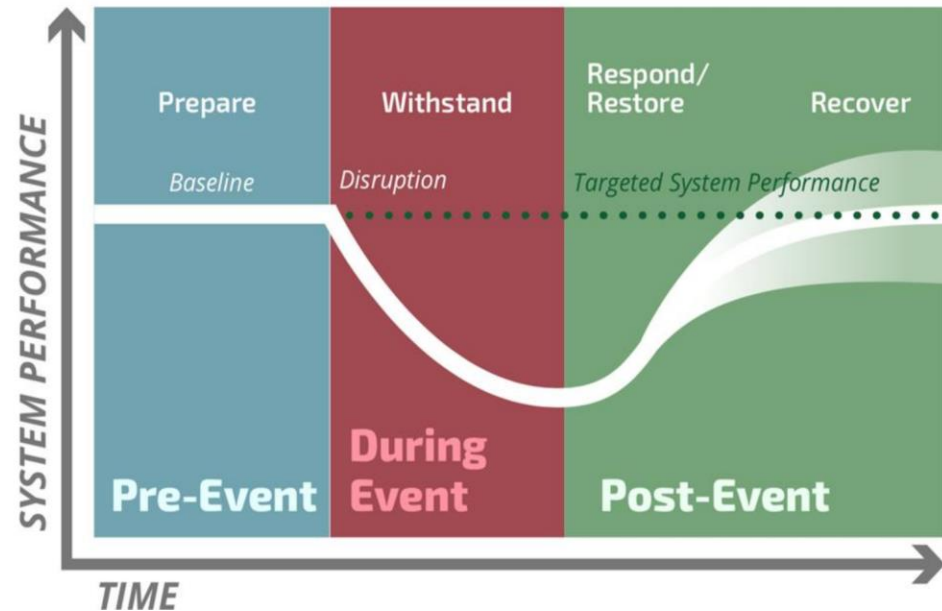 SYSTEM PERFORMANCE
Prepare
Withstand
Respond/
Restore
Recover
Baseline
Disruption
Targeted System Performance
Pre-Event
During
Event
Post-Event
TIME